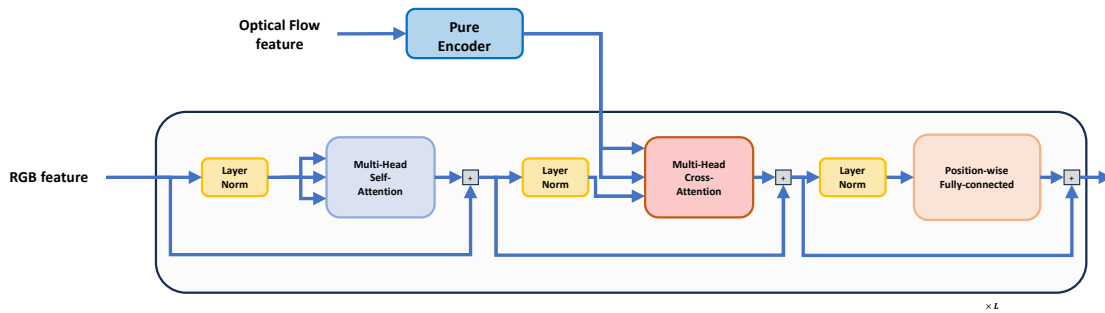 Optical Flow
feature
Pure
Encoder
RGB feature
Layer
Norm
Multi-Head
Self-
Attention
+
Layer
Norm
Multi-Head
Cross-
Attention
+
Layer
Norm
Position-wise
Fully-connected
+
× L